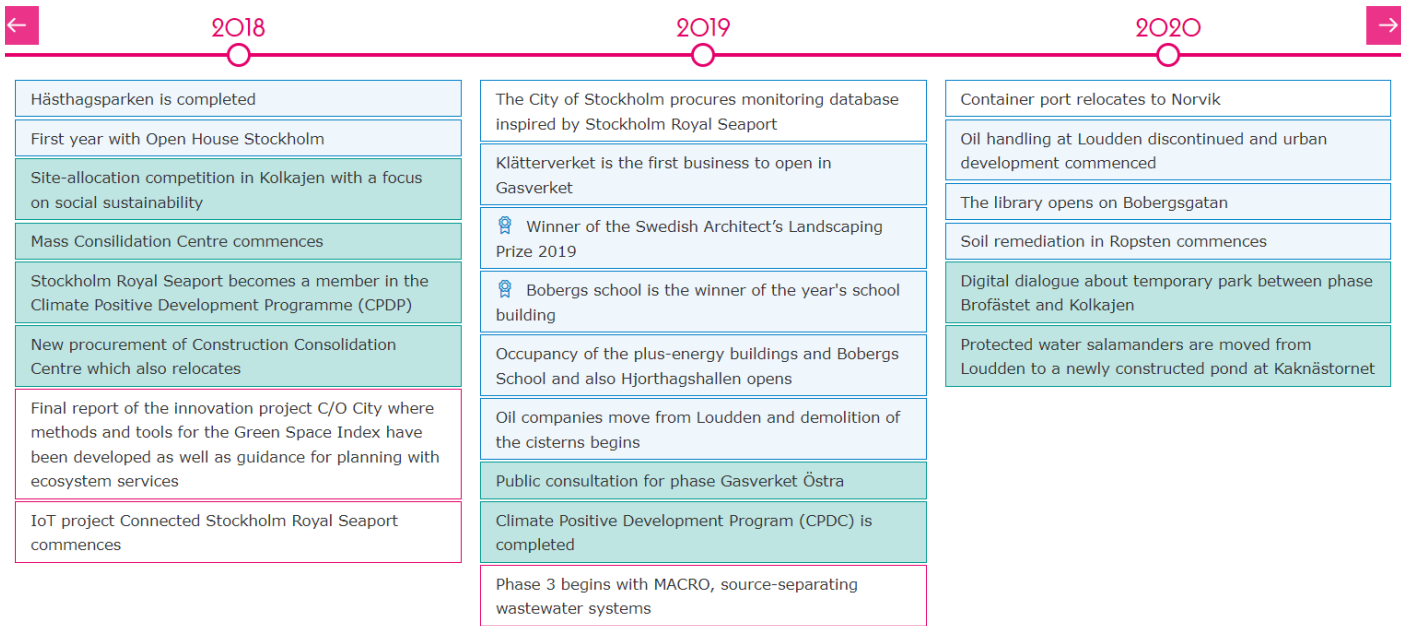 2018
Hästhagsparken is completed
First year with Open House Stockholm
Site-allocation competition in Kolkajen with a focus
on social sustainability
Mass Consilidation Centre commences
Stockholm Royal Seaport becomes a member in the
Climate Positive Development Programme (CPDP)
New procurement of Construction Consolidation
Centre which also relocates
Final report of the innovation project C/O City where
methods and tools for the Green Space Index have
been developed as well as guidance for planning with
ecosystem services
IoT project Connected Stockholm Royal Seaport
commences
2019
The City of Stockholm procures monitoring database
inspired by Stockholm Royal Seaport
Klätterverket is the first business to open in
Gasverket
Winner of the Swedish Architect’s Landscaping
Prize 2019
Bobergs school is the winner of the year's school
building
Occupancy of the plus-energy buildings and Bobergs
School and also Hjorthagshallen opens
Oil companies move from Loudden and demolition of
the cisterns begins
Public consultation for phase Gasverket Östra
Climate Positive Development Program (CPDC) is
completed
Phase 3 begins with MACRO, source-separating
wastewater systems
2020
Container port relocates to Norvik
Oil handling at Loudden discontinued and urban
development commenced
The library opens on Bobergsgatan
Soil remediation in Ropsten commences
Digital dialogue about temporary park between phase
Brofästet and Kolkajen
Protected water salamanders are moved from
Loudden to a newly constructed pond at Kaknästornet